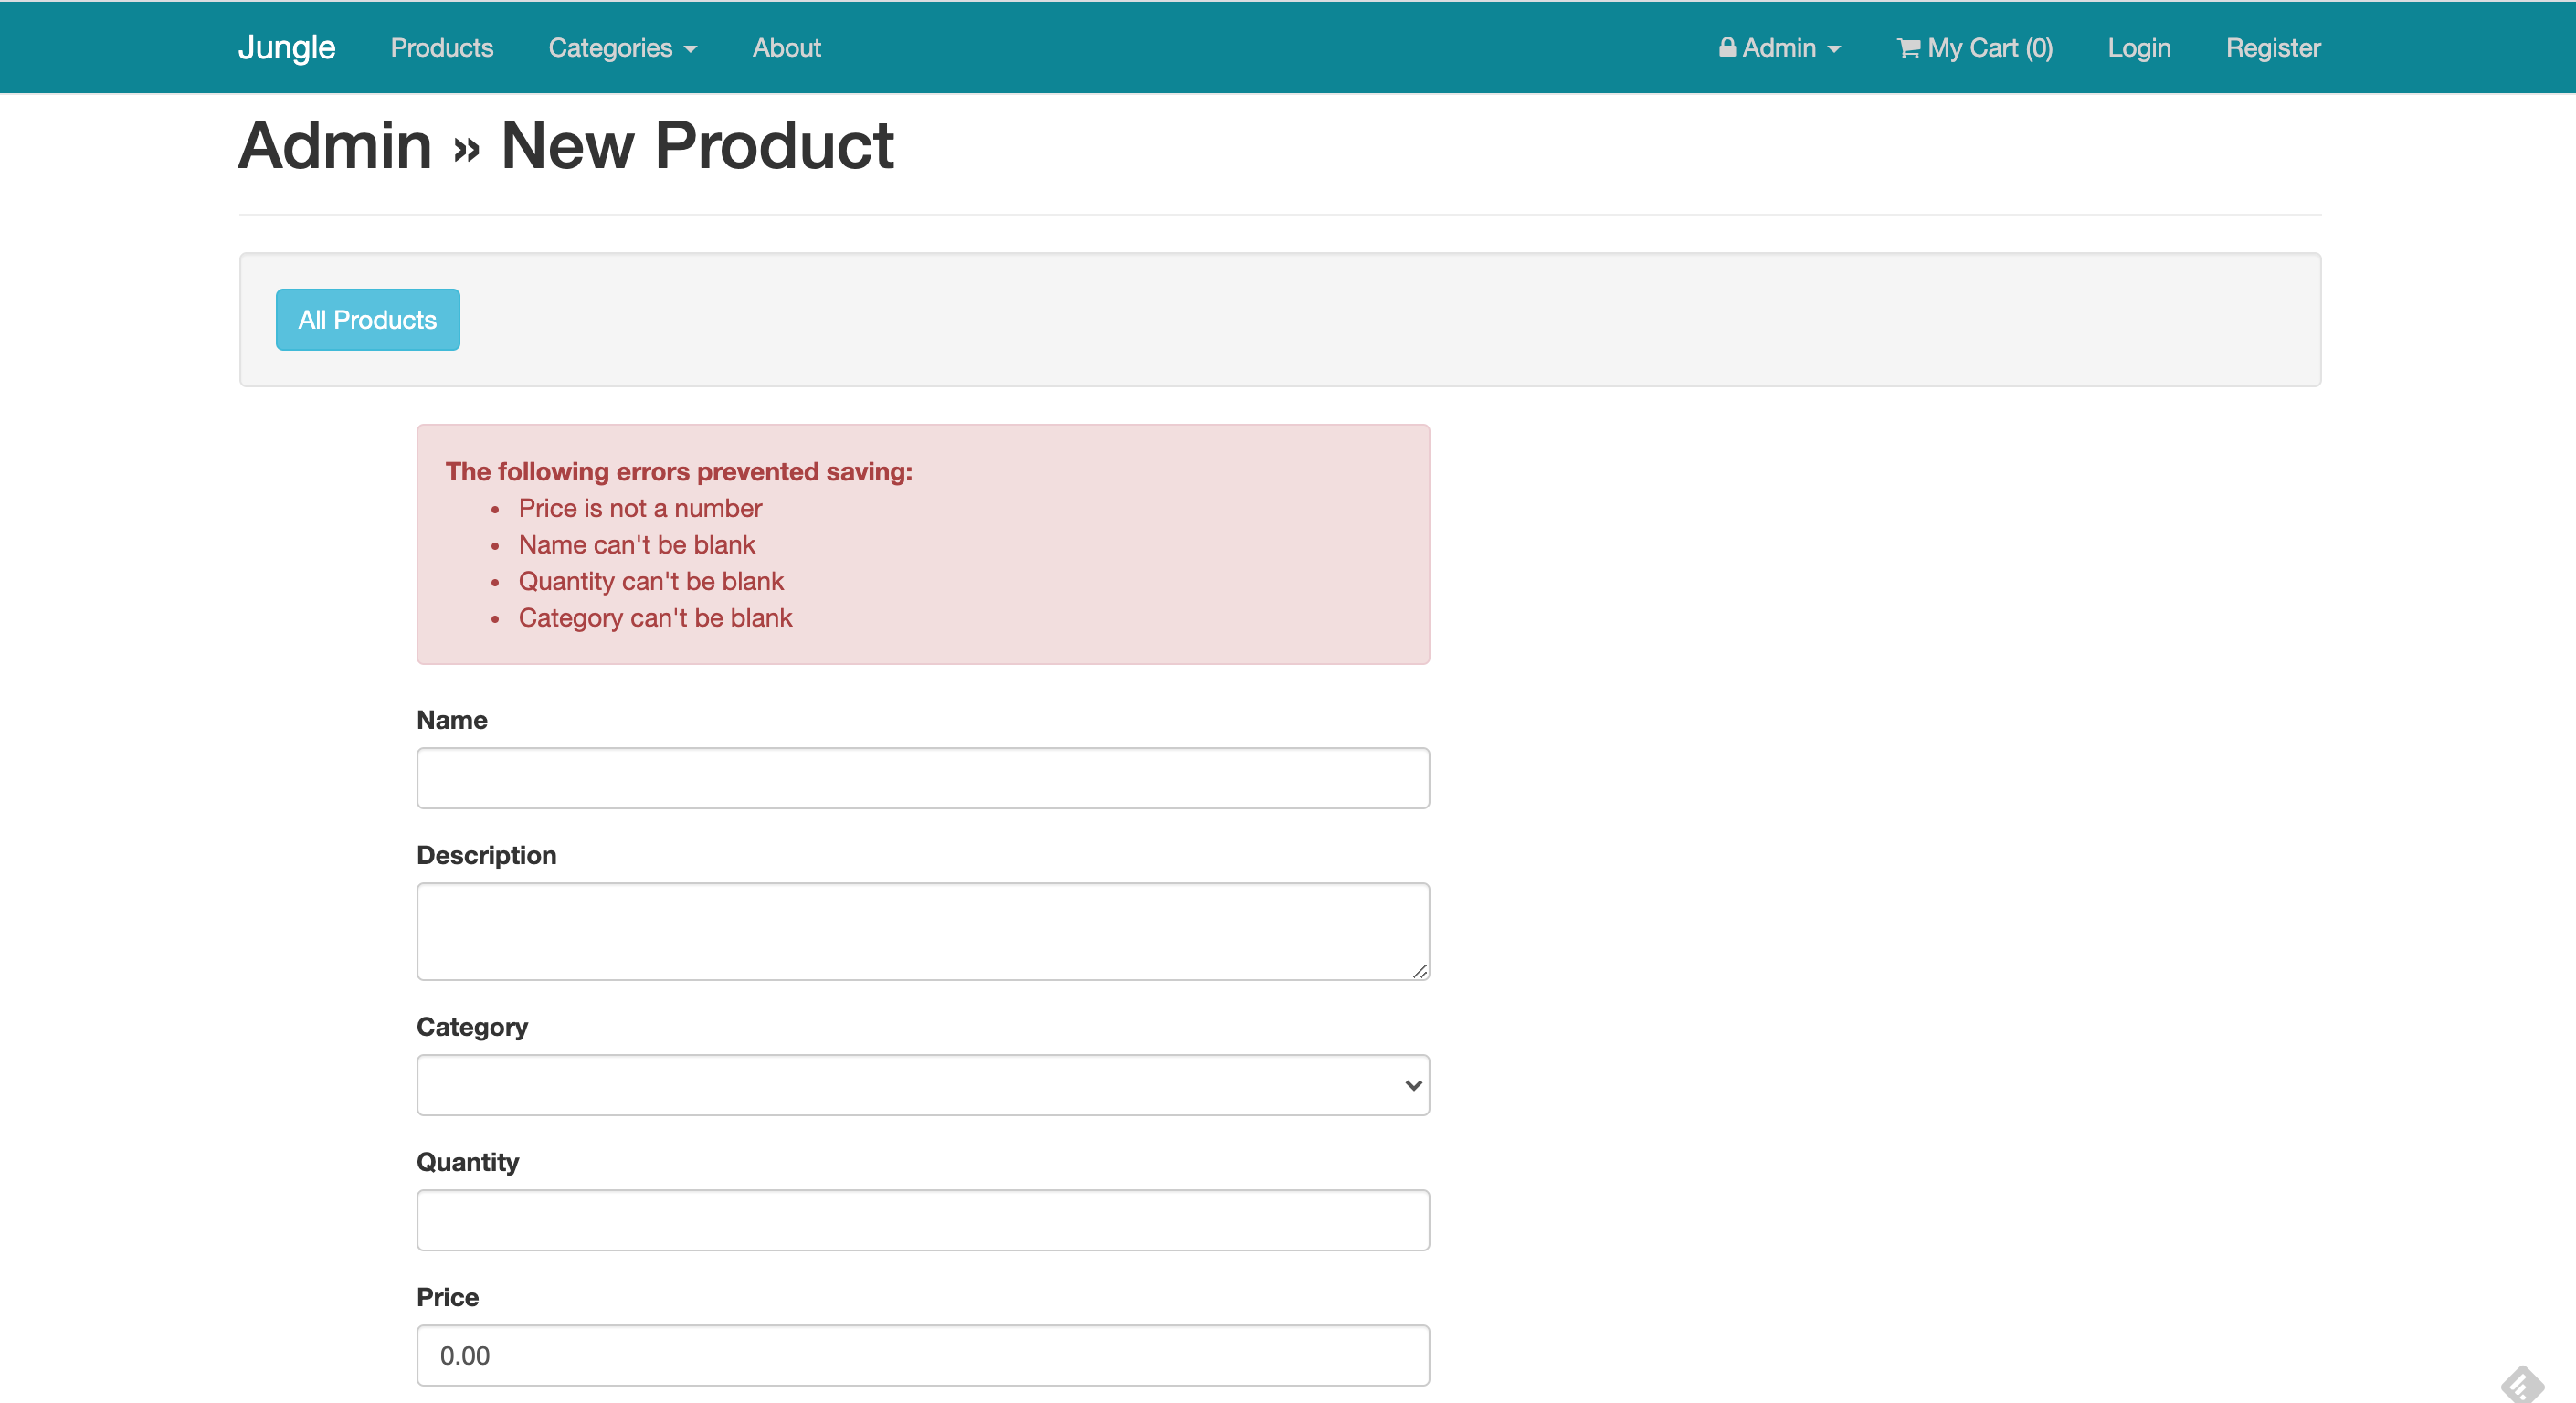 Jungle Products Categories About Admin My Cart (0) Login Register
Admin » New Product
All Products
The following errors prevented saving:
• Price is not a number
• Name can't be blank
• Quantity can't be blank
• Category can't be blank
Name
Description
Category
Quantity
Price
0.00